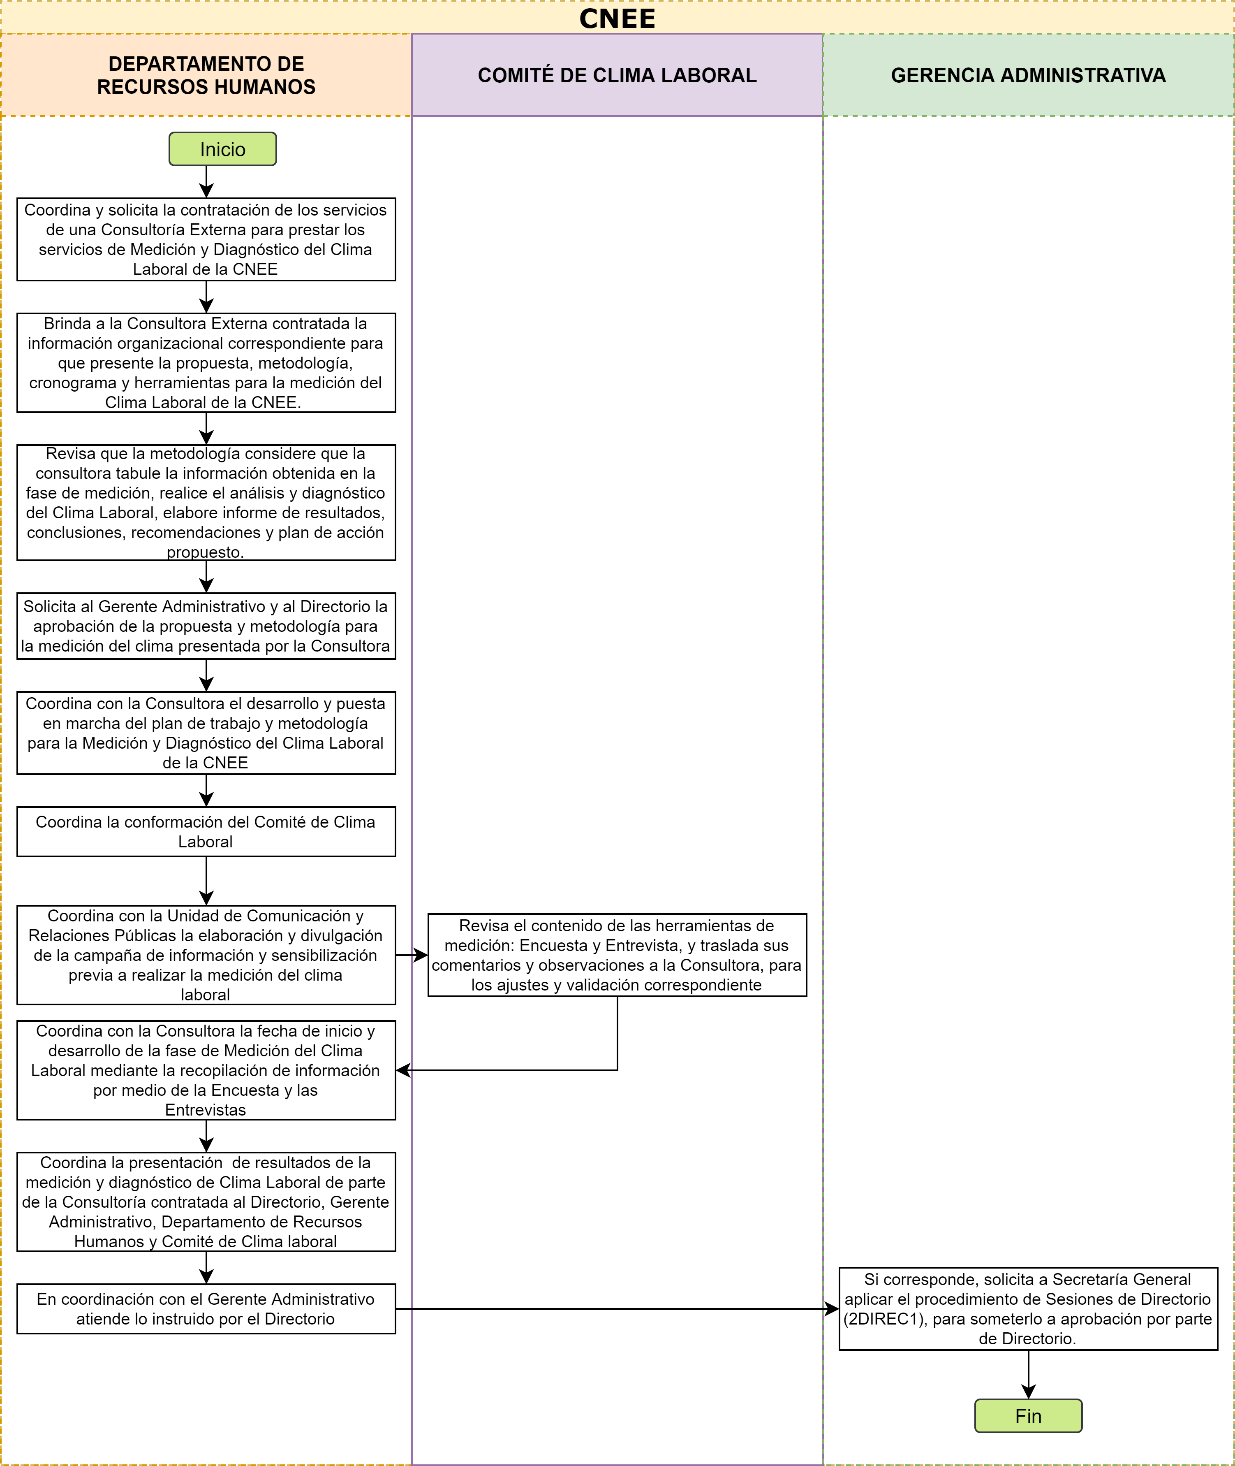 CNEE
DEPARTAMENTO DE
RECURSOS HUMANOS
COMITÉ DE CLIMA LABORAL
GERENCIA ADMINISTRATIVA
Inicio
Coordina y solicita la contratación de los servicios
de una Consultoría Externa para prestar los
servicios de Medición y Diagnóstico del Clima
Laboral de la CNEE
Brinda a la Consultora Externa contratada la
información organizacional correspondiente para
que presente la propuesta, metodología,
cronograma y herramientas para la medición del
Clima Laboral de la CNEE.
Revisa que la metodología considere que la
consultora tabule la información obtenida en la
fase de medición, realice el análisis y diagnóstico
del Clima Laboral, elabore informe de resultados,
conclusiones, recomendaciones y plan de acción
propuesto.
Solicita al Gerente Administrativo y al Directorio la
aprobación de la propuesta y metodología para
la medición del clima presentada por la Consultora
Coordina con la Consultora el desarrollo y puesta
en marcha del plan de trabajo y metodología
para la Medición y Diagnóstico del Clima Laboral
de la CNEE
Coordina la conformación del Comité de Clima
Laboral
Coordina con la Unidad de Comunicación y
Relaciones Públicas la elaboración y divulgación
de la campaña de información y sensibilización
previa a realizar la medición del clima
laboral
Revisa el contenido de las herramientas de
medición: Encuesta y Entrevista, y traslada sus
comentarios y observaciones a la Consultora, para
los ajustes y validación correspondiente
Coordina con la Consultora la fecha de inicio y
desarrollo de la fase de Medición del Clima
Laboral mediante la recopilación de información
por medio de la Encuesta y las
Entrevistas
Coordina la presentación  de resultados de la
medición y diagnóstico de Clima Laboral de parte
de la Consultoría contratada al Directorio, Gerente
Administrativo, Departamento de Recursos
Humanos y Comité de Clima laboral
En coordinación con el Gerente Administrativo
atiende lo instruido por el Directorio
Si corresponde, solicita a Secretaría General
aplicar el procedimiento de Sesiones de Directorio
(2DIREC1), para someterlo a aprobación por parte
de Directorio.
Fin